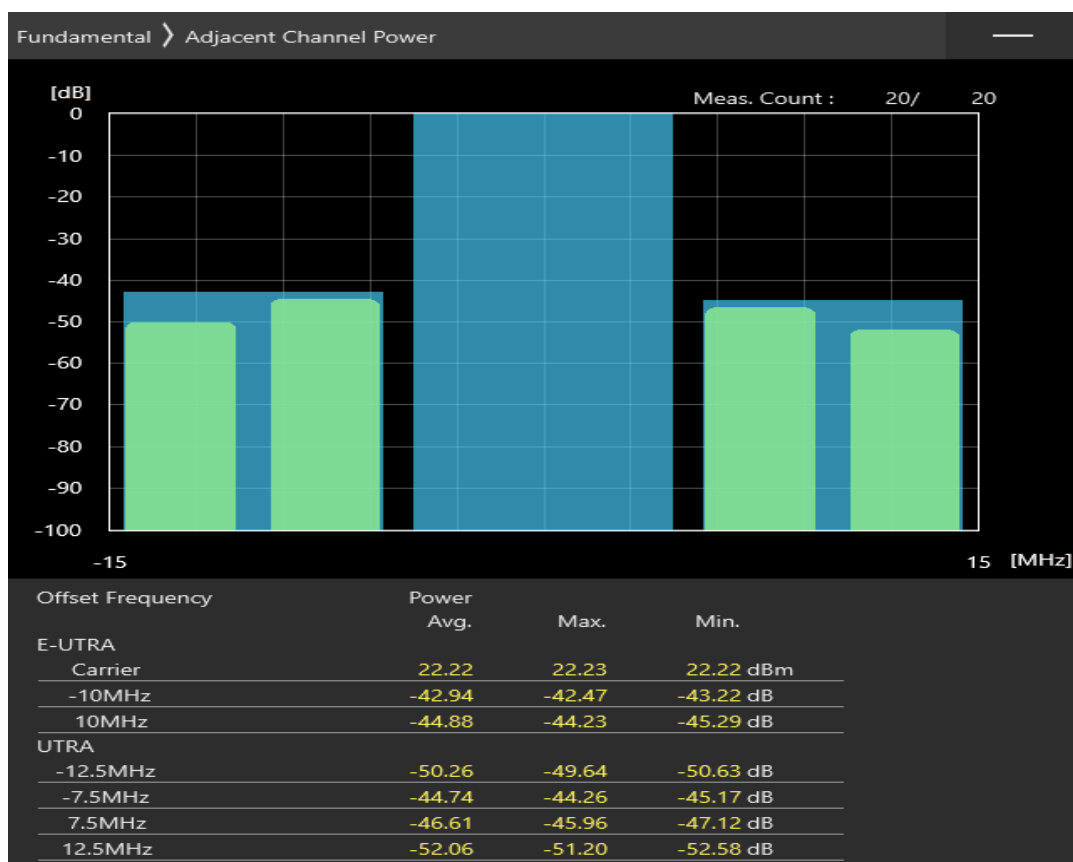 Fundamental ❯ Adjacent Channel Power
[dB]
Meas. Count : 20/ 20
0
-10
-20
-30
-40
-50
-60
-70
-80
-90
-100
-15 15 [MHz]
Offset Frequency Power
Avg. Max. Min.
E-UTRA
Carrier 22.22 22.23 22.22 dBm
-10MHz -42.94 -42.47 -43.22 dB
10MHz -44.88 -44.23 -45.29 dB
UTRA
-12.5MHz -50.26 -49.64 -50.63 dB
-7.5MHz -44.74 -44.26 -45.17 dB
7.5MHz -46.61 -45.96 -47.12 dB
12.5MHz -52.06 -51.20 -52.58 dB